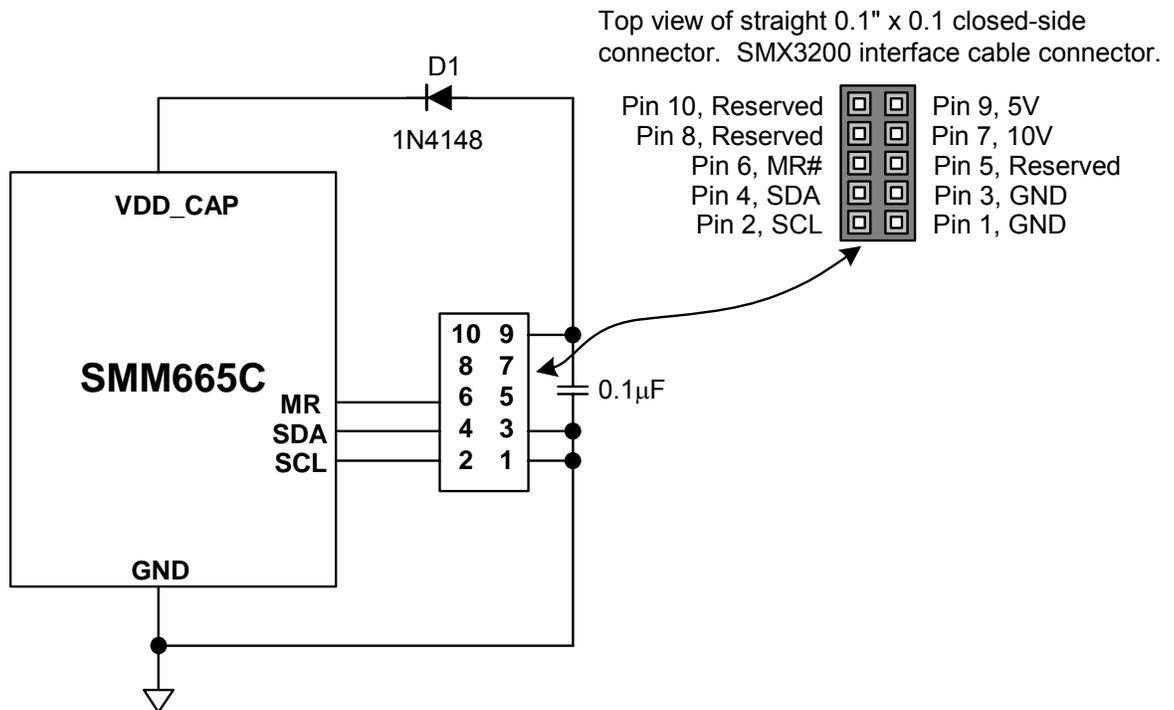 Top view of straight 0.1" x 0.1 closed-side
connector. SMX3200 interface cable connector.
D1
1N4148
Pin 10, Reserved
Pin 9, 5V
Pin 8, Reserved
Pin 7, 10V
Pin 6, MR#
Pin 5, Reserved
Pin 4, SDA
Pin 3, GND
Pin 2, SCL
Pin 1, GND
VDD_CAP
SMM665C
MR
SDA
SCL
GND
10 9
8 7
6 5
4 3
2 1
0.1µF